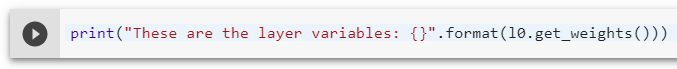 print("These are the layer variables: {}".format(l0.get_weights()))